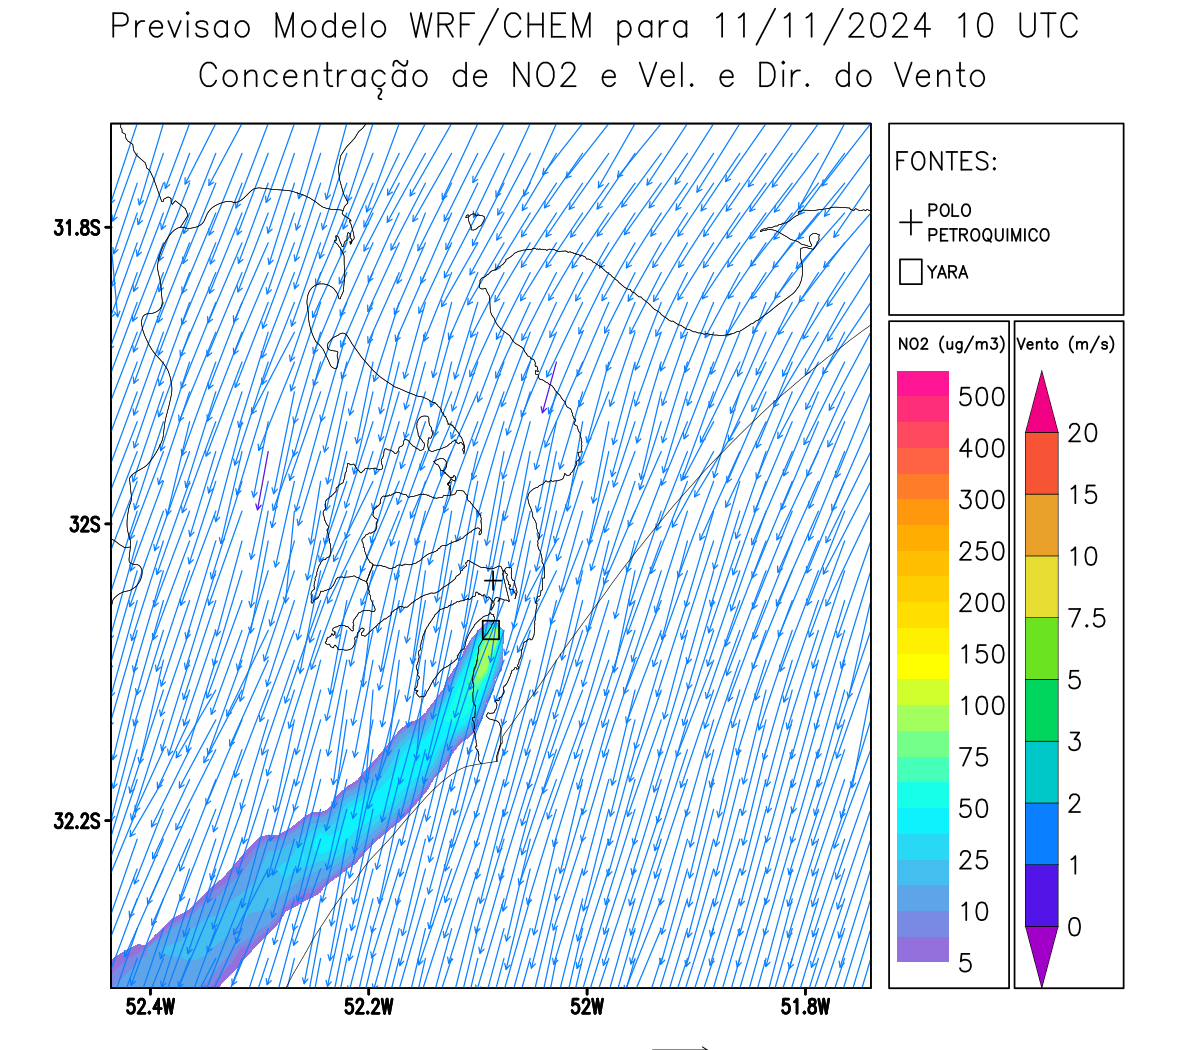 Previsao Modelo WRF/CHEM para 11/11/2024 10 UTC
Concentração de NO2 e Vel. e Dir. do Vento
FONTES:
POLO
PETROQUIMICO
YARA
31.8S
32S
32.2S
52.4W
52.2W
52W
51.8W
NO2 (ug/m3)
500
400
300
250
200
150
100
75
50
25
10
5
Vento (m/s)
20
15
10
7.5
5
3
2
1
0